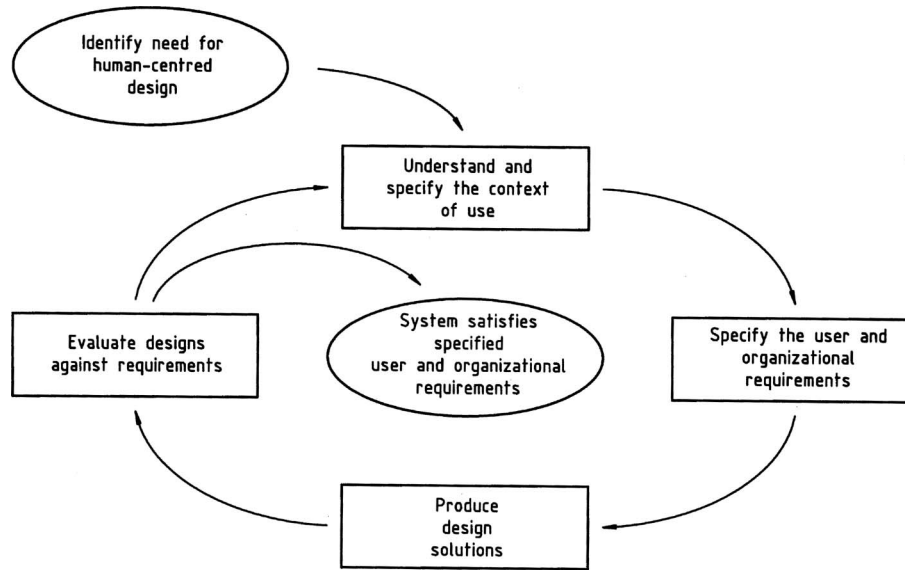 Identify need for
human-centred
design
Understand and
specify the context
of use
Evaluate designs
against requirements
System satisfies
specified
user and organizational
requirements
Specify the user and
organizational
requirements
Produce
design
solutions